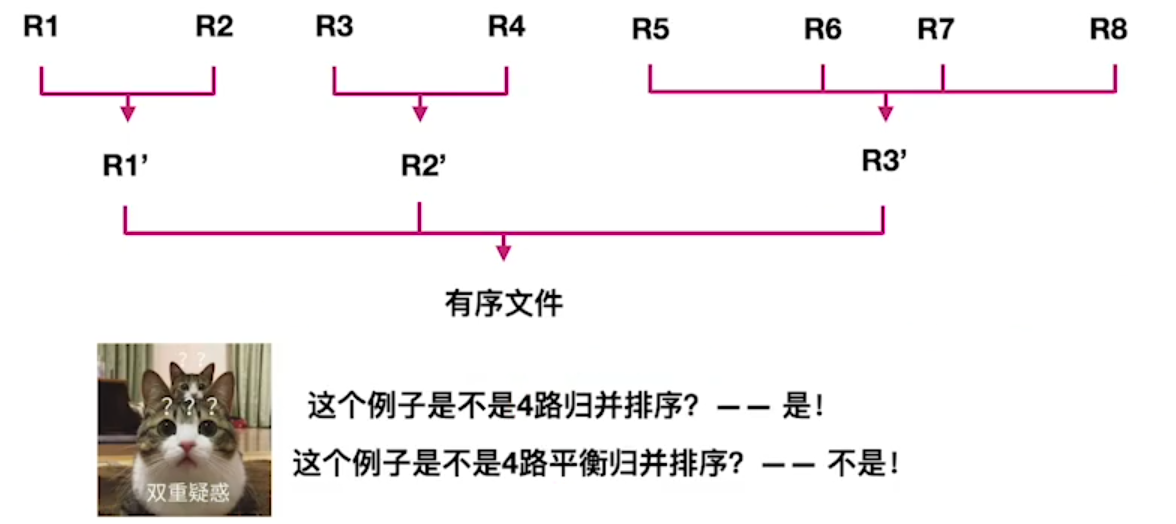 R1 R2 R3 R4 R5 R6 R7 R8
R1’ R2’ R3’
有序文件
? ?
? ? ?
这个例子是不是4路归并排序？—— 是！
这个例子是不是4路平衡归并排序？—— 不是！
双重疑惑